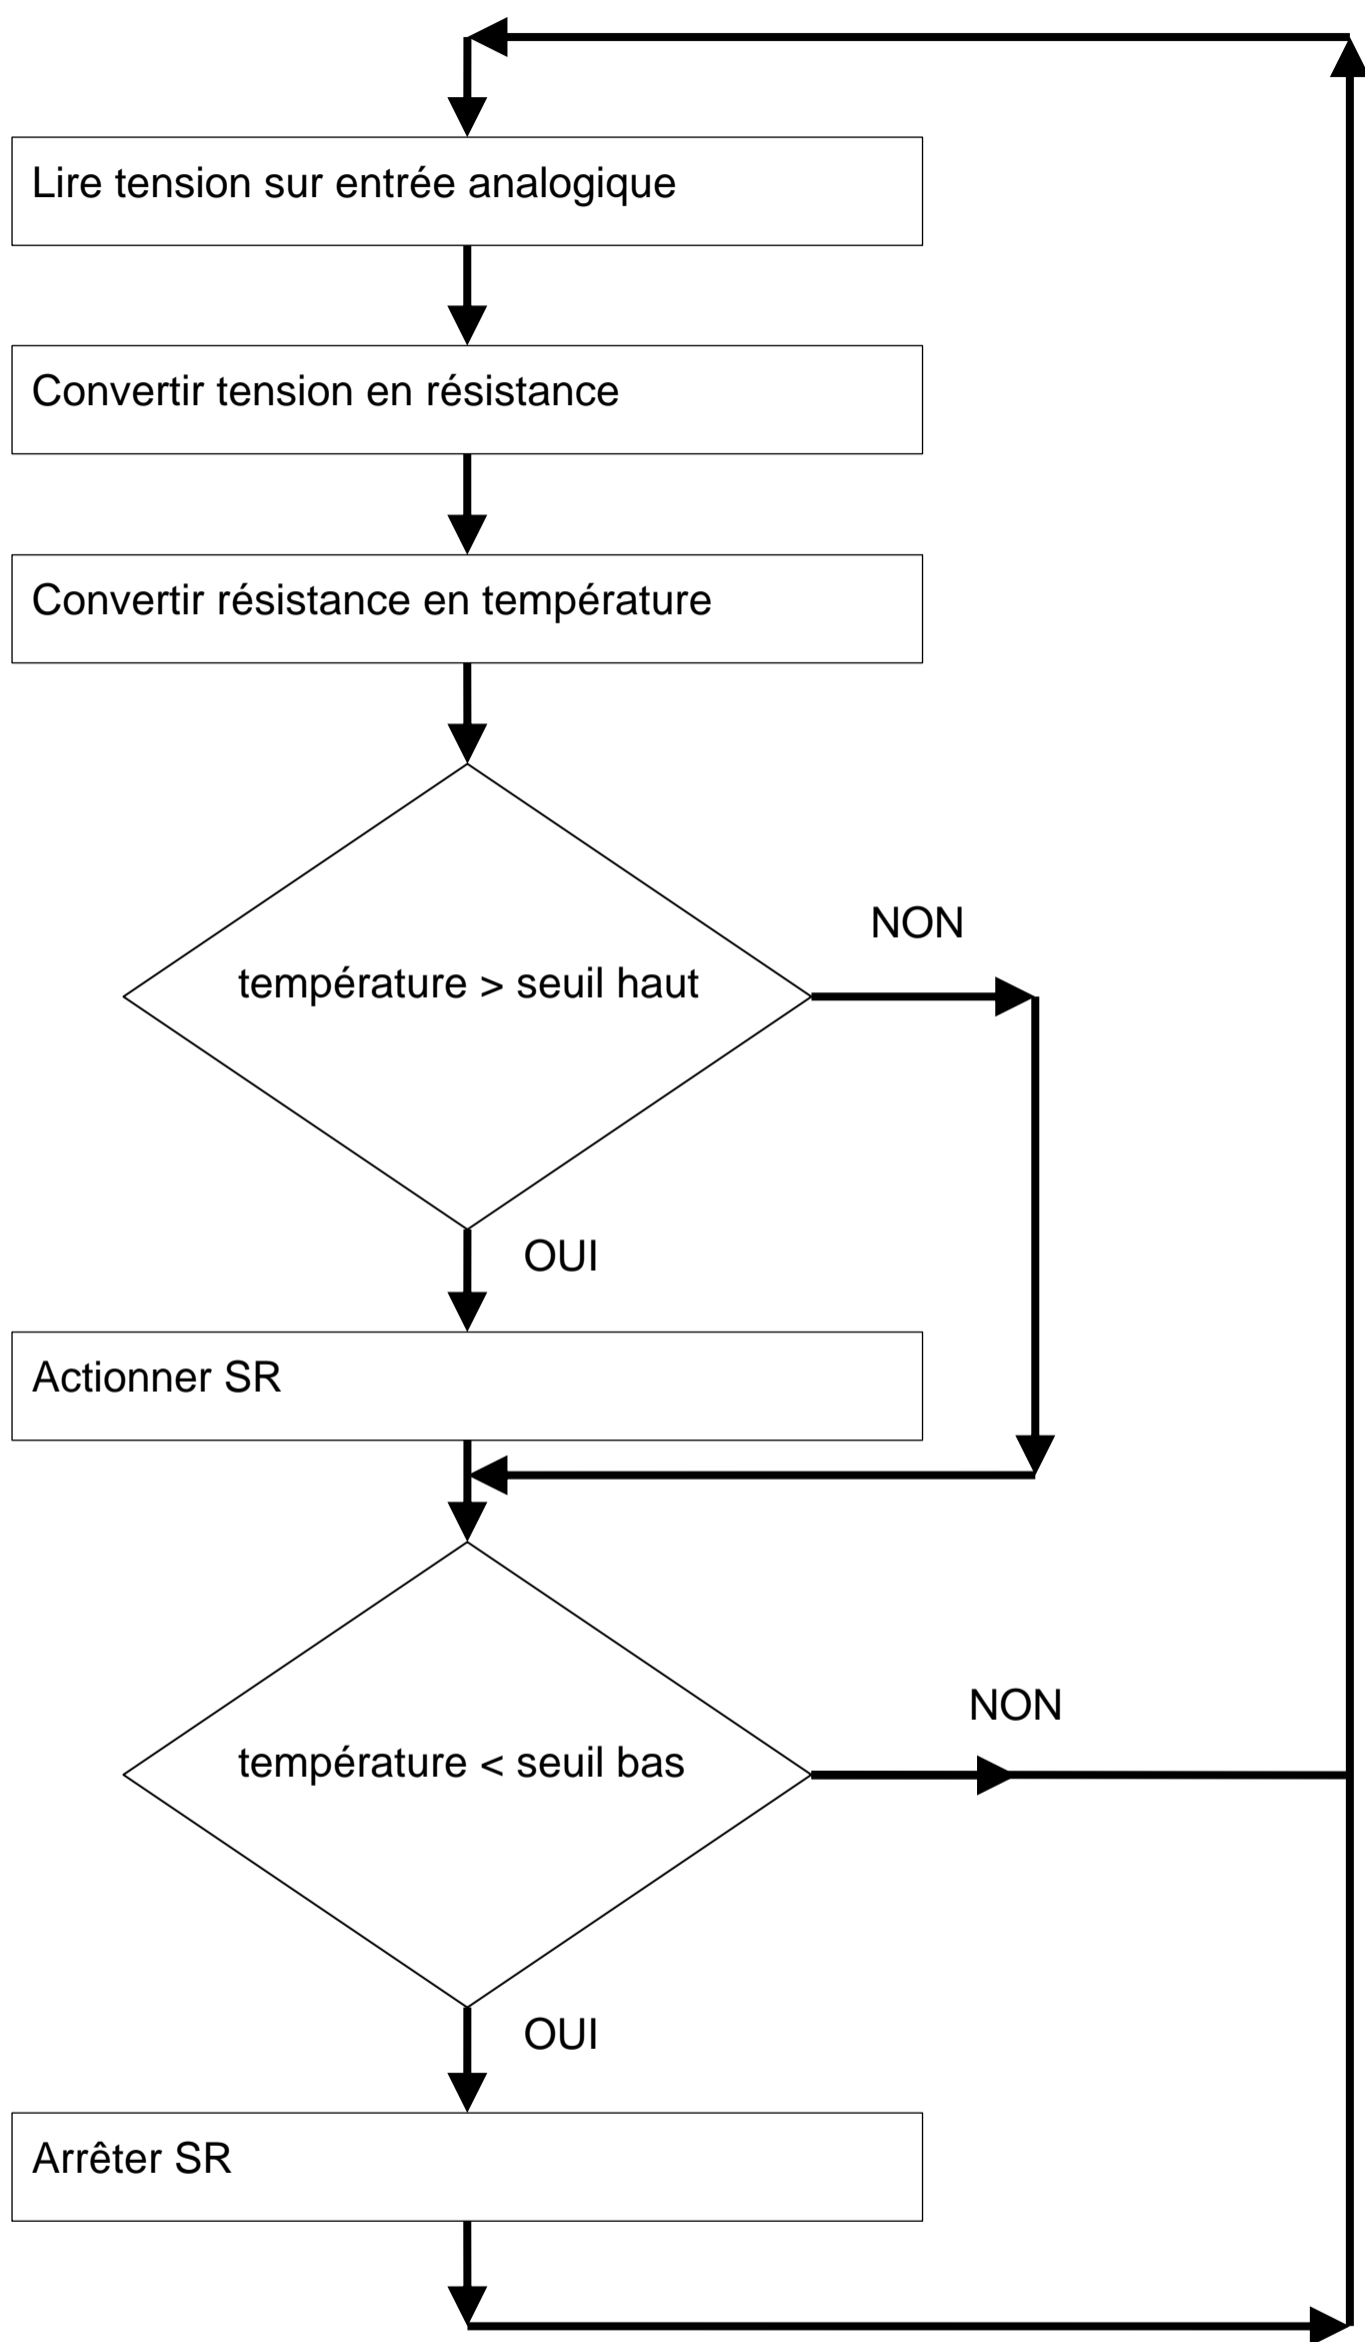 Lire tension sur entrée analogique
Convertir tension en résistance
Convertir résistance en température
NON
température > seuil haut
OUI
Actionner SR
NON
température < seuil bas
OUI
Arrêter SR